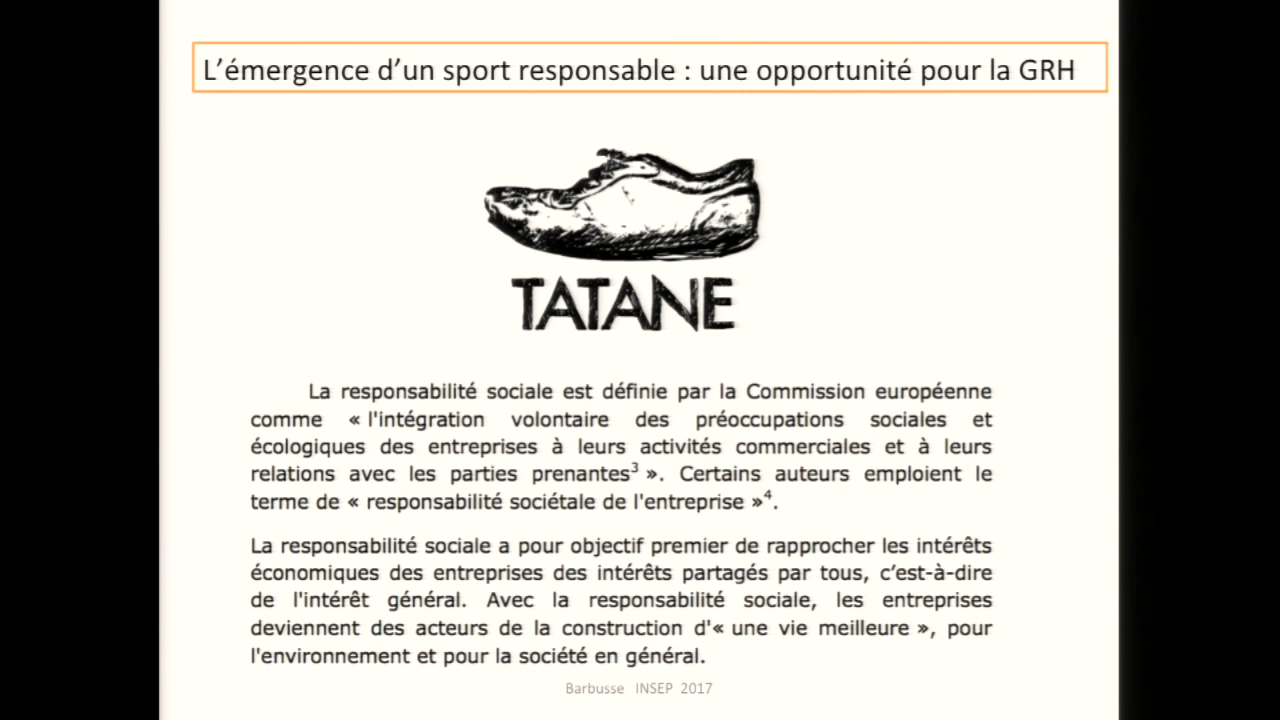 L’émergence d’un sport responsable : une opportunité pour la GRH
TATANE
La responsabilité sociale est définie par la Commission européenne
comme « l'intégration volontaire des préoccupations sociales et
écologiques des entreprises à leurs activités commerciales et à leurs
relations avec les parties prenantes³ ». Certains auteurs emploient le
terme de « responsabilité sociétale de l'entreprise »⁴.
La responsabilité sociale a pour objectif premier de rapprocher les intérêts
économiques des entreprises des intérêts partagés par tous, c’est-à-dire
de l'intérêt général. Avec la responsabilité sociale, les entreprises
deviennent des acteurs de la construction d'« une vie meilleure », pour
l'environnement et pour la société en général.
Barbusse INSEP 2017